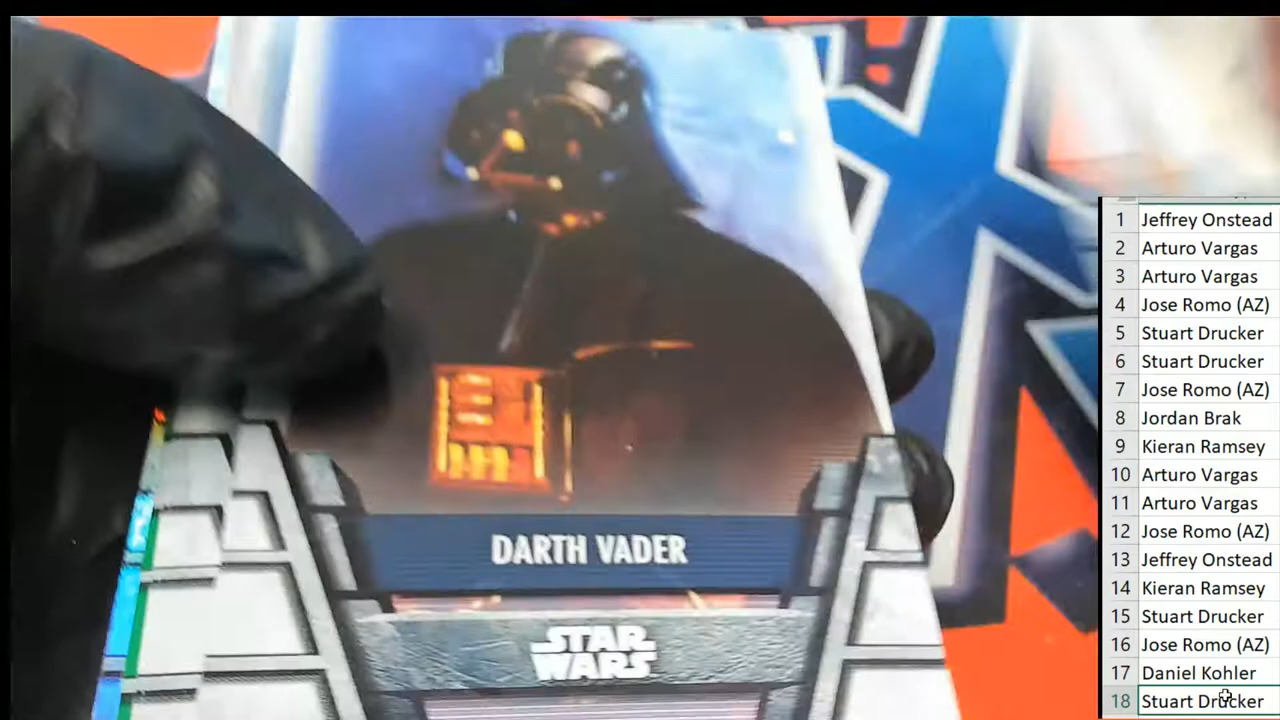 DARTH VADER
STAR
WARS
1 Jeffrey Onstead
2 Arturo Vargas
3 Arturo Vargas
4 Jose Romo (AZ)
5 Stuart Drucker
6 Stuart Drucker
7 Jose Romo (AZ)
8 Jordan Brak
9 Kieran Ramsey
10 Arturo Vargas
11 Arturo Vargas
12 Jose Romo (AZ)
13 Jeffrey Onstead
14 Kieran Ramsey
15 Stuart Drucker
16 Jose Romo (AZ)
17 Daniel Kohler
18 Stuart Drucker